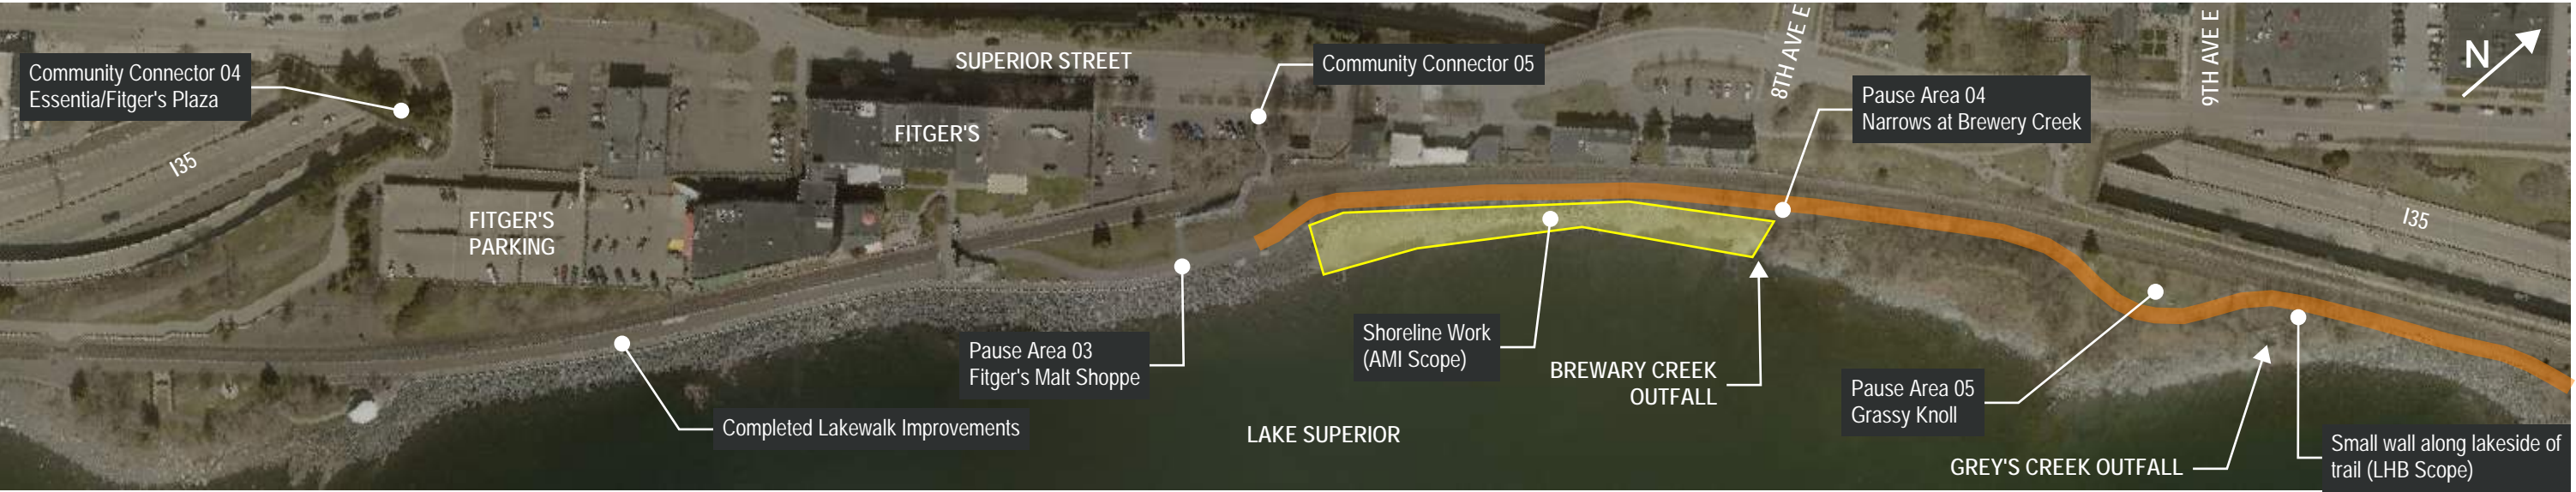 Community Connector 04
Essentia/Fitger's Plaza
I35
FITGER'S
PARKING
SUPERIOR STREET
FITGER'S
Community Connector 05
8TH AVE E
Pause Area 04
Narrows at Brewery Creek
9TH AVE E
N
I35
Completed Lakewalk Improvements
Pause Area 03
Fitger's Malt Shoppe
Shoreline Work
(AMI Scope)
BREWARY CREEK
OUTFALL
LAKE SUPERIOR
Pause Area 05
Grassy Knoll
GREY'S CREEK OUTFALL
Small wall along lakeside of
trail (LHB Scope)